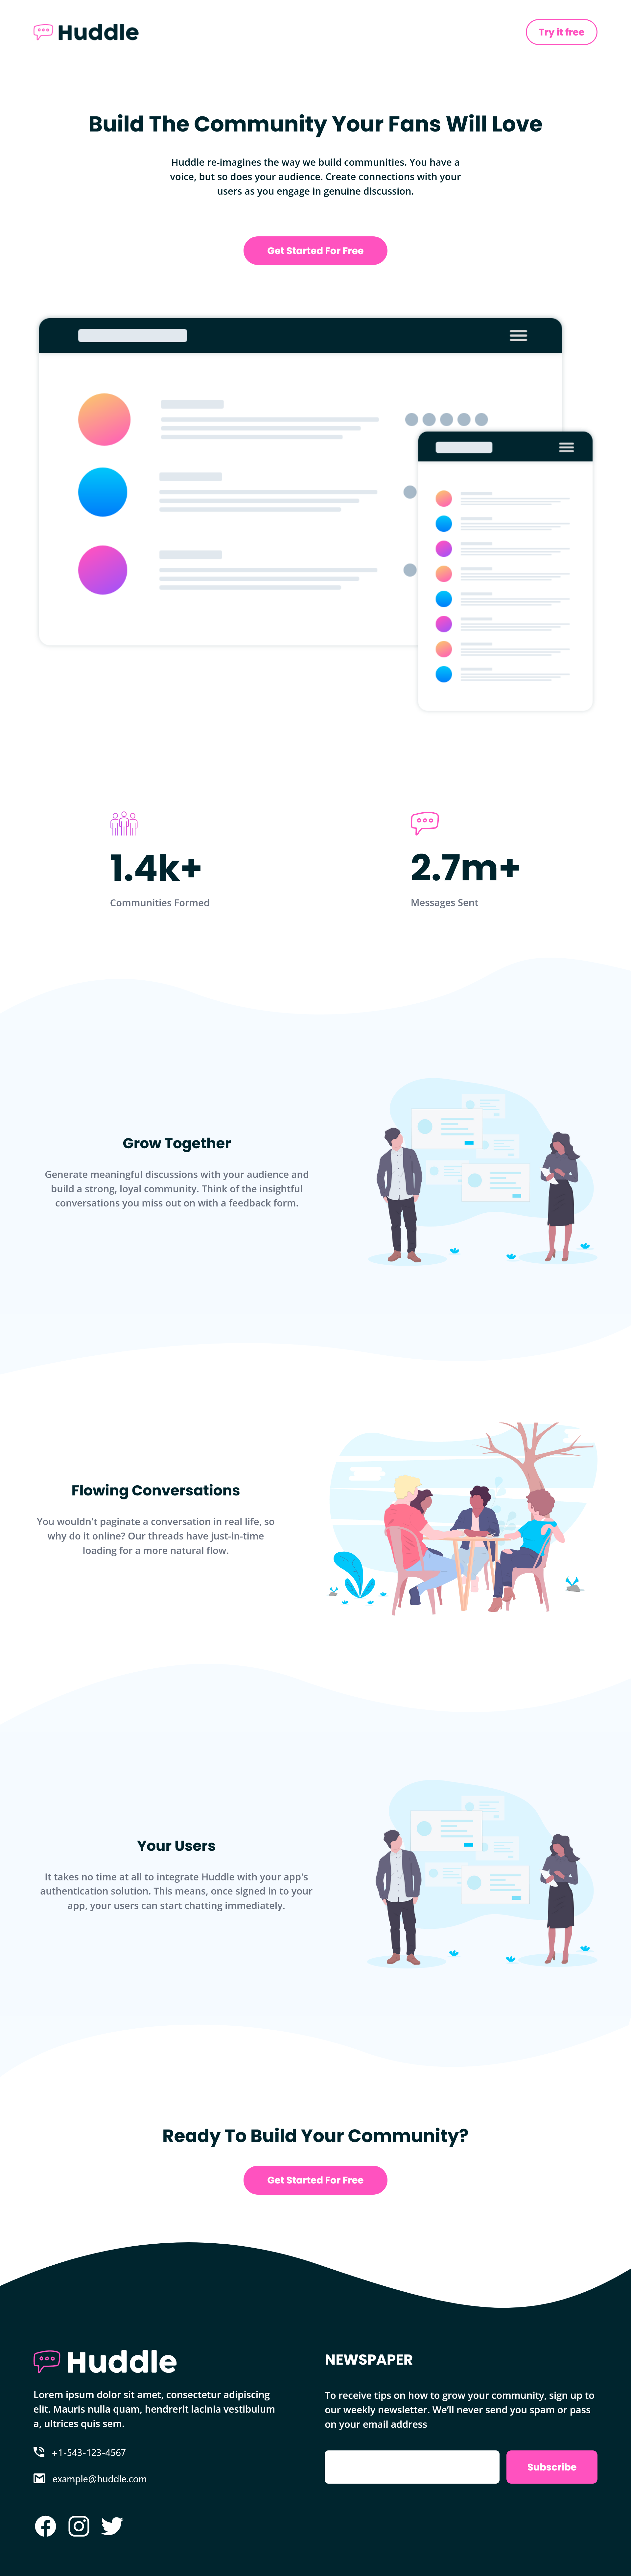 Huddle
Try it free
Build The Community Your Fans Will Love
Huddle re-imagines the way we build communities. You have a
voice, but so does your audience. Create connections with your
users as you engage in genuine discussion.
Get Started For Free
1.4k+
Communities Formed
2.7m+
Messages Sent
Grow Together
Generate meaningful discussions with your audience and
build a strong, loyal community. Think of the insightful
conversations you miss out on with a feedback form.
Flowing Conversations
You wouldn't paginate a conversation in real life, so
why do it online? Our threads have just-in-time
loading for a more natural flow.
Your Users
It takes no time at all to integrate Huddle with your app's
authentication solution. This means, once signed in to your
app, your users can start chatting immediately.
Ready To Build Your Community?
Get Started For Free
Huddle
Lorem ipsum dolor sit amet, consectetur adipiscing
elit. Mauris nulla quam, hendrerit lacinia vestibulum
a, ultrices quis sem.
+1-543-123-4567
example@huddle.com
NEWSPAPER
To receive tips on how to grow your community, sign up to
our weekly newsletter. We'll never send you spam or pass
on your email address
Subscribe